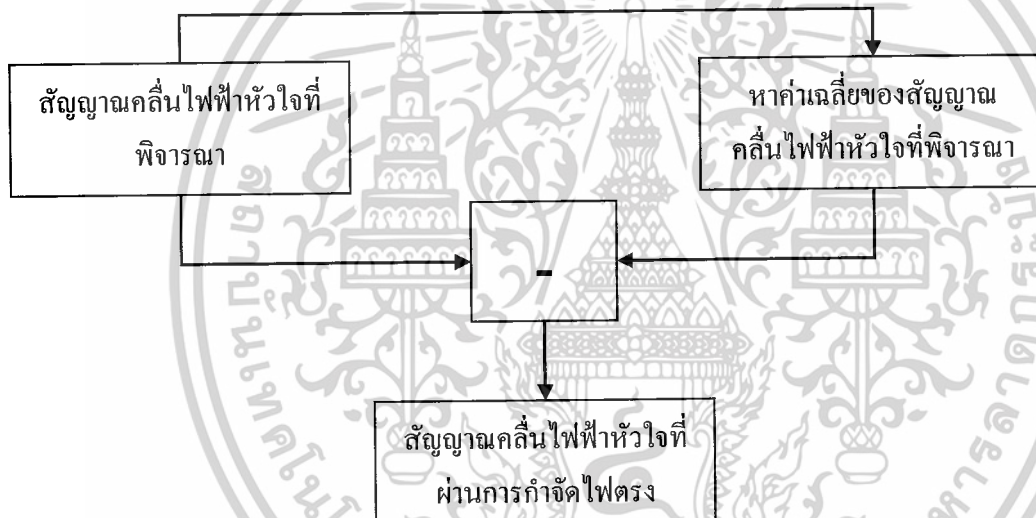 สัญญาณคลื่นไฟฟ้าหัวใจที่
พิจารณา
หาค่าเฉลี่ยของสัญญาณ
คลื่นไฟฟ้าหัวใจที่พิจารณา
-
สัญญาณคลื่นไฟฟ้าหัวใจที่
ผ่านการกำจัดไฟตรง